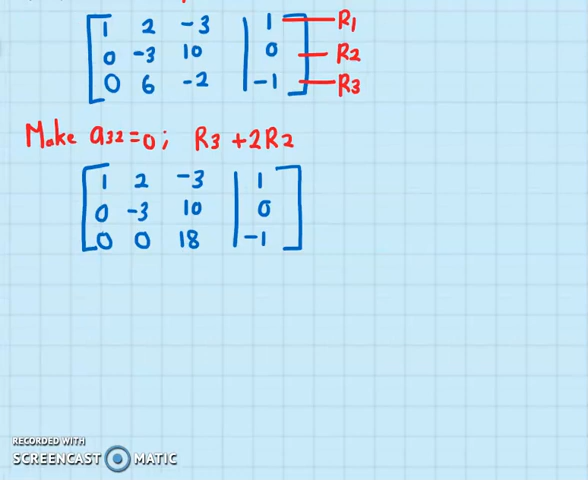 1 2 -3 | 1 R1
0 -3 10 | 0 R2
0 6 -2 | -1 R3
Make a32=0; R3 +2R2
1 2 -3 | 1
0 -3 10 | 0
0 0 18 | -1
RECORDED WITH
SCREENCAST MATIC